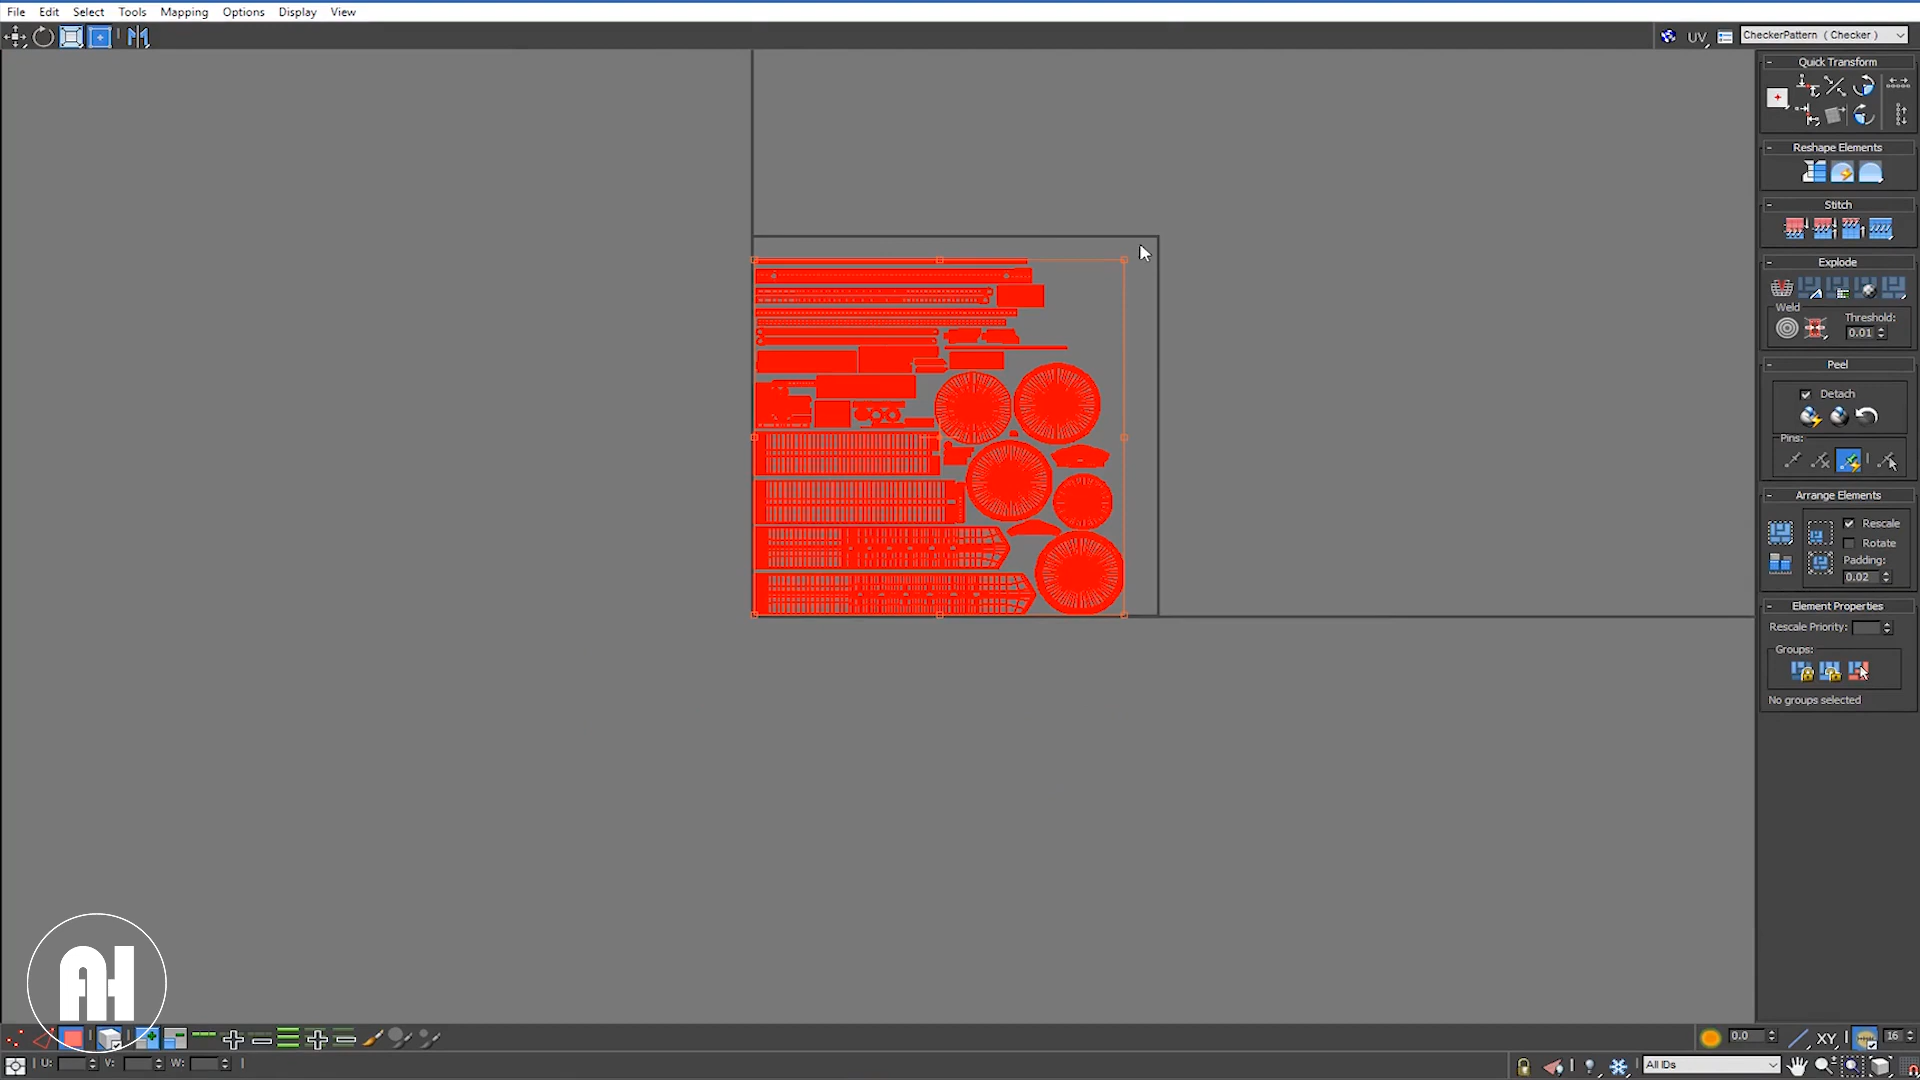 File Edit Select Tools Mapping Options Display View
UV CheckerPattern ( Checker )
Quick Transform
Reshape Elements
Stitch
Explode
Weld
Threshold:
0.01
Peel
Detach
Pins:
Arrange Elements
Rescale
Rotate
Padding:
0.02
Element Properties
Rescale Priority:
Groups:
No groups selected
AH
0.0 XY 16
U: V: W: All IDs